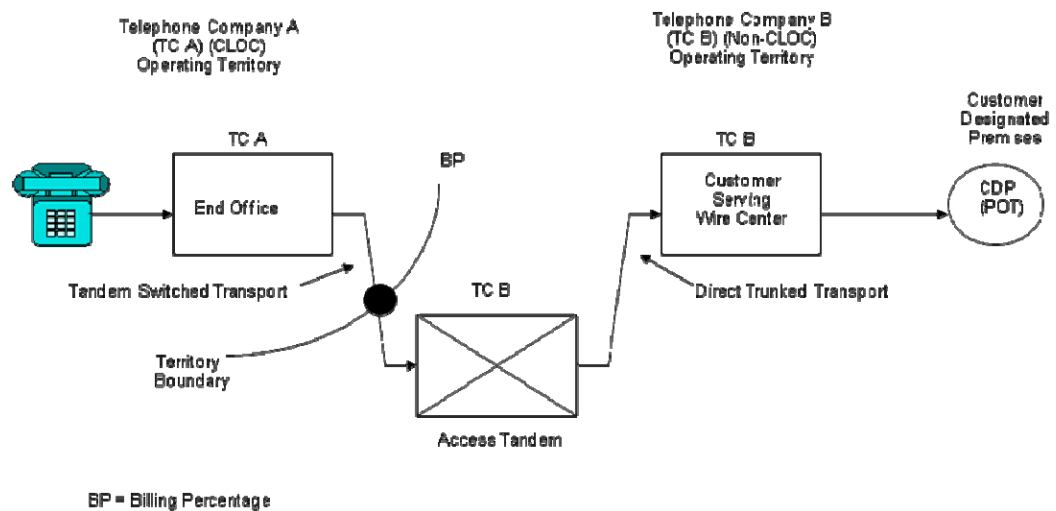 Telephone Company A
(TC A) (CLOC)
Operating Territory
Telephone Company B
(TC B) (Non-CLOC)
Operating Territory
Customer
Designated
Premises
TC A
BP
TC B
End Office
Customer
Serving
Wire Center
CDP
(POT)
Tandem Switched Transport
TC B
Direct Trunked Transport
Territory
Boundary
Access Tandem
BP = Billing Percentage